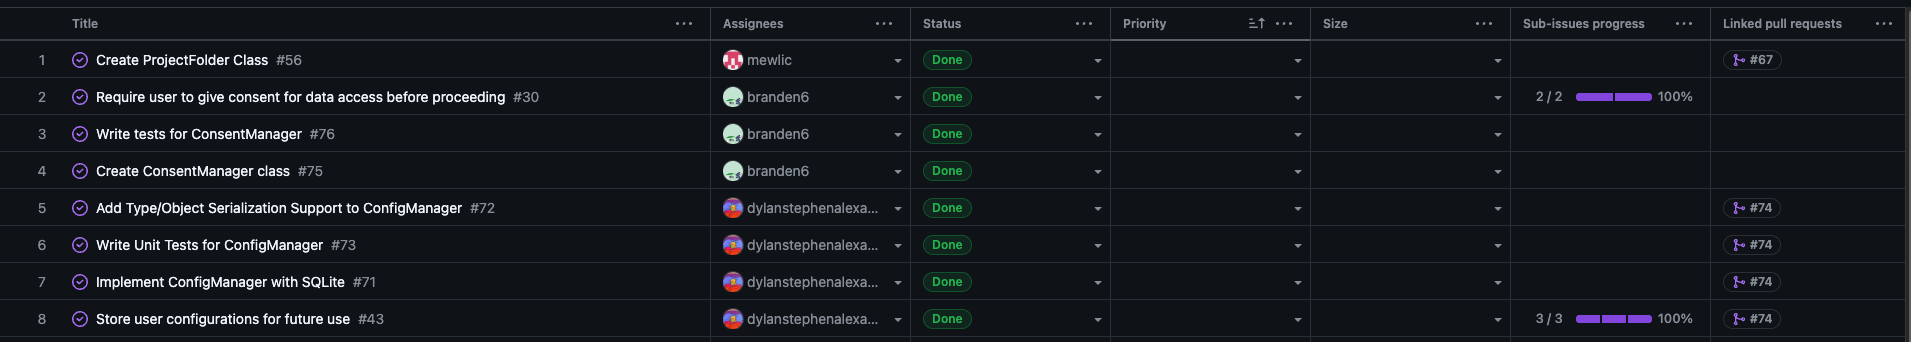 Title ... Assignees ... Status ... Priority ... Size ... Sub-issues progress ... Linked pull requests ...
1 Create ProjectFolder Class #56 mewlic Done #67
2 Require user to give consent for data access before proceeding #30 branden6 Done 2 / 2 100%
3 Write tests for ConsentManager #76 branden6 Done
4 Create ConsentManager class #75 branden6 Done
5 Add Type/Object Serialization Support to ConfigManager #72 dylanstephenalexa... Done #74
6 Write Unit Tests for ConfigManager #73 dylanstephenalexa... Done #74
7 Implement ConfigManager with SQLite #71 dylanstephenalexa... Done #74
8 Store user configurations for future use #43 dylanstephenalexa... Done 3 / 3 100% #74